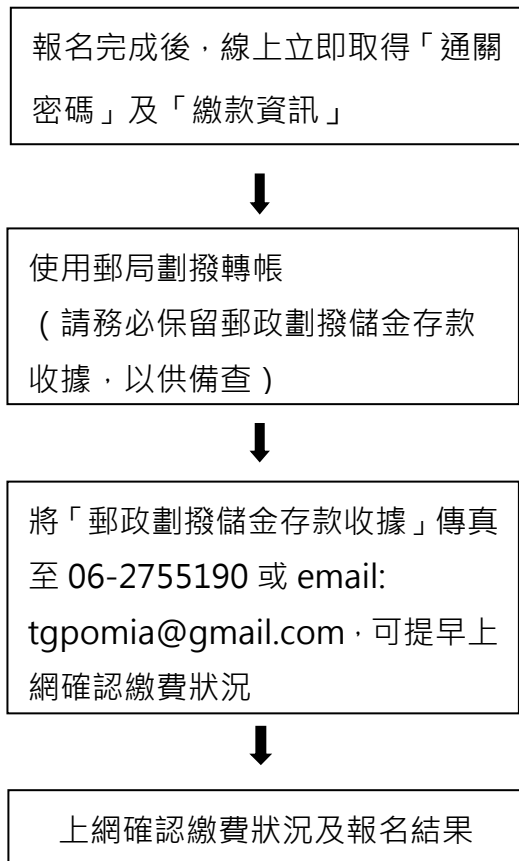 報名完成後，線上立即取得「通關
密碼」及「繳款資訊」
使用郵局劃撥轉帳
（請務必保留郵政劃撥儲金存款
收據，以供備查）
將「郵政劃撥儲金存款收據」傳真
至 06-2755190 或 email:
tgpomia@gmail.com，可提早上
網確認繳費狀況
上網確認繳費狀況及報名結果